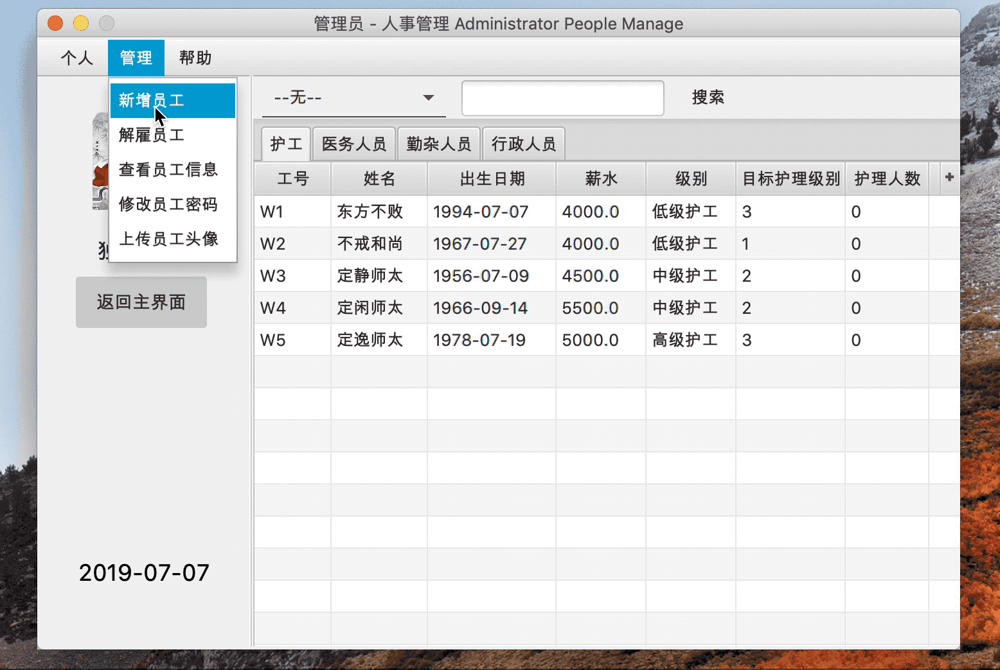 管理员 - 人事管理 Administrator People Manage
个人 管理 帮助
新增员工
解雇员工
查看员工信息
修改员工密码
上传员工头像
返回主界面
2019-07-07
--无-- 搜索
护工 医务人员 勤杂人员 行政人员
工号 姓名 出生日期 薪水 级别 目标护理级别 护理人数 +
W1 东方不败 1994-07-07 4000.0 低级护工 3 0
W2 不戒和尚 1967-07-27 4000.0 低级护工 1 0
W3 定静师太 1956-07-09 4500.0 中级护工 2 0
W4 定闲师太 1966-09-14 5500.0 中级护工 2 0
W5 定逸师太 1978-07-19 5000.0 高级护工 3 0